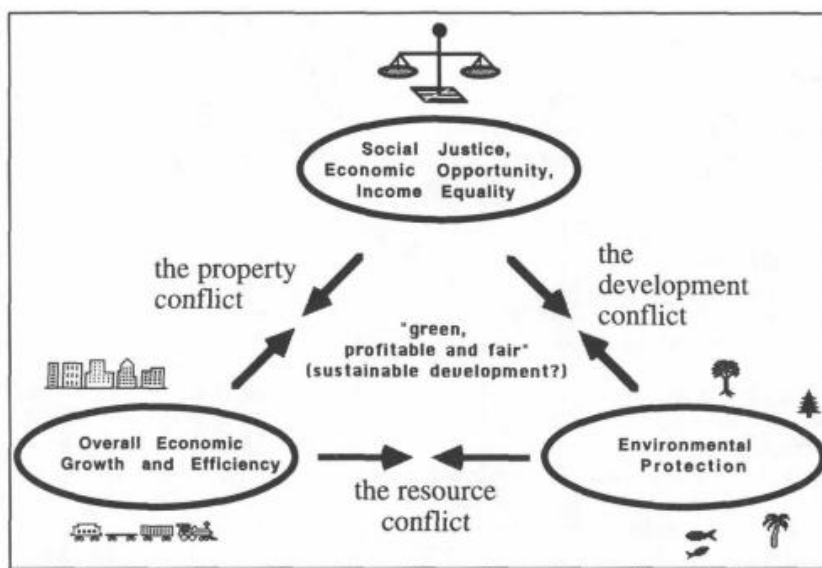 Social Justice,
Economic Opportunity,
Income Equality
the property
conflict
the
development
conflict
"green,
profitable and fair"
(sustainable development?)
Overall Economic
Growth and Efficiency
Environmental
Protection
the resource
conflict